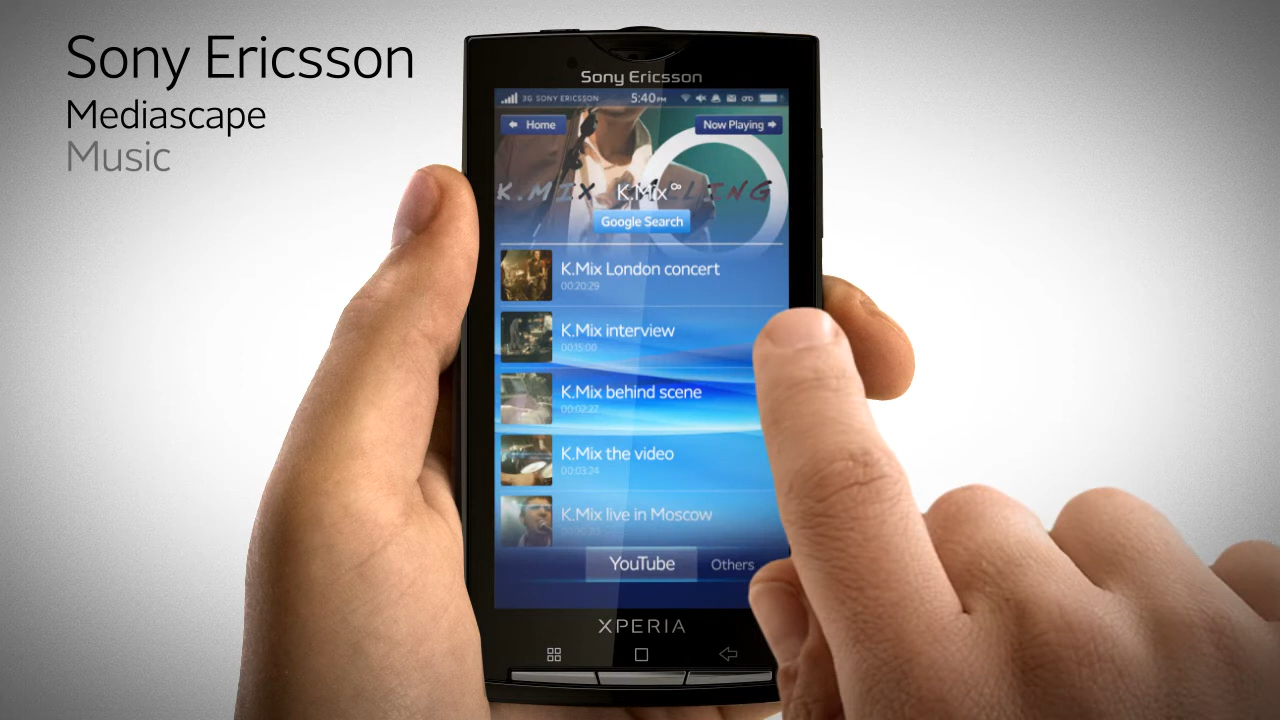 Sony Ericsson
Mediascape
Music
Sony Ericsson
3G SONY ERICSSON 5:40PM
Home
Now Playing
K.MIX CALLING
K.Mix∞
Google Search
K.Mix London concert
00:20:29
K.Mix interview
00:15:00
K.Mix behind scene
00:02:27
K.Mix the video
00:03:24
K.Mix live in Moscow
YouTube
Others
XPERIA